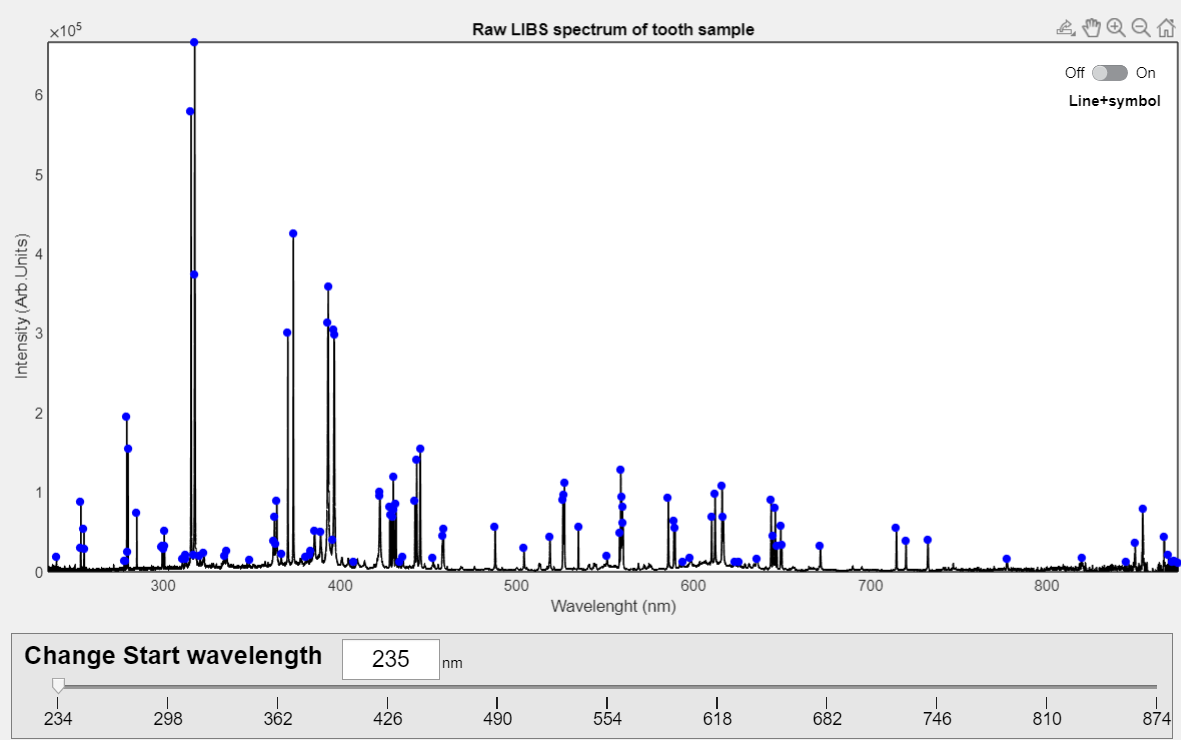 ×10⁵
Raw LIBS spectrum of tooth sample
Off On
Line+symbol
6
5
4
3
2
1
0
Intensity (Arb.Units)
300 400 500 600 700 800
Wavelenght (nm)
Change Start wavelength 235 nm
234 298 362 426 490 554 618 682 746 810 874